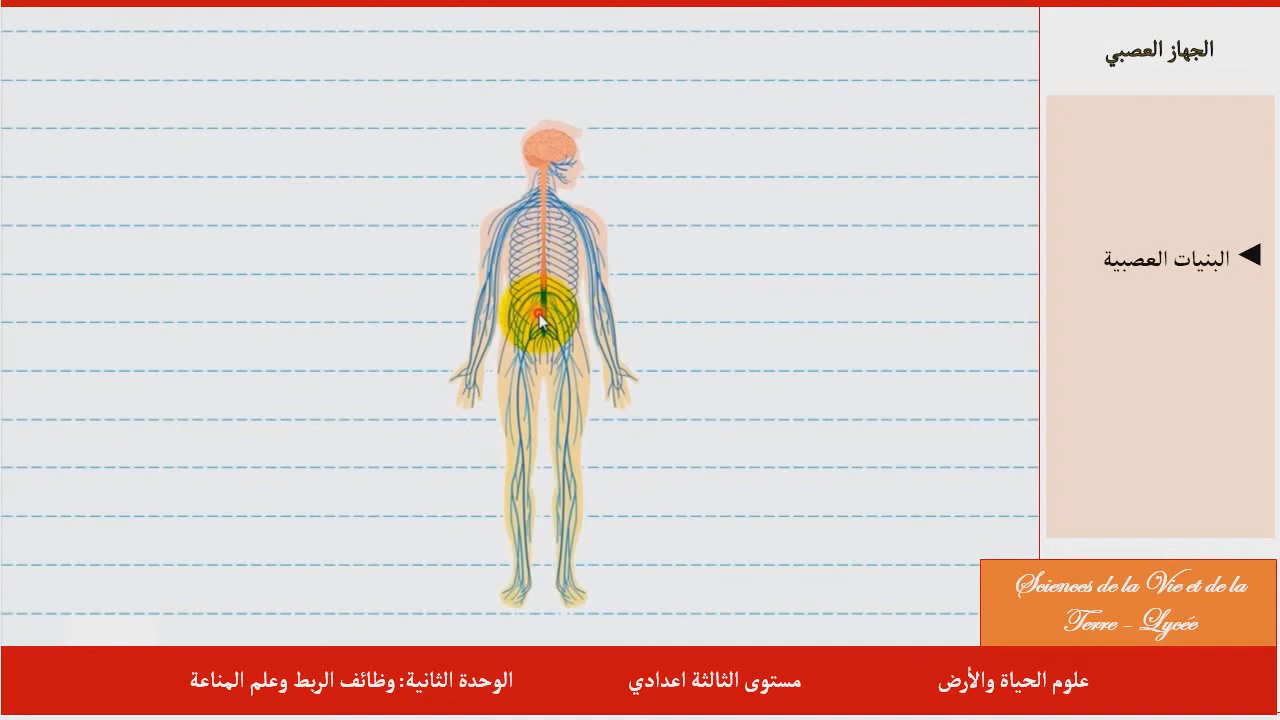 الجهاز العصبي
البنيات العصبية
Sciences de la Vie et de la
Terre – Lycée
علوم الحياة والأرض
مستوى الثالثة اعدادي
الوحدة الثانية: وظائف الربط وعلم المناعة